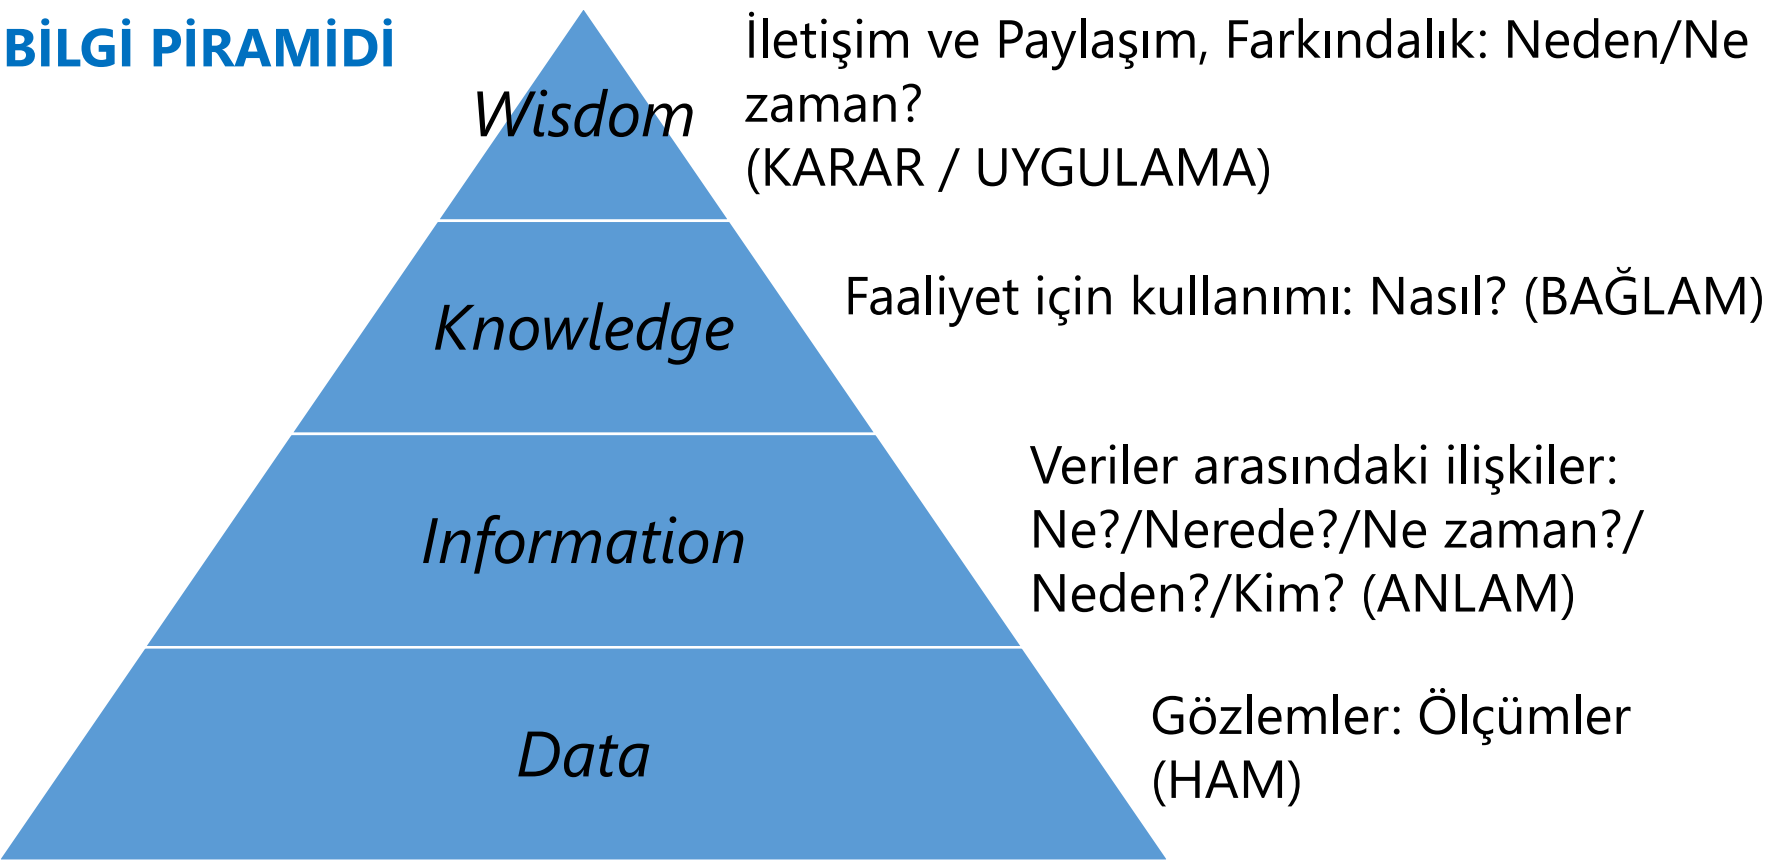 BİLGİ PİRAMİDİ
Wisdom
İletişim ve Paylaşım, Farkındalık: Neden/Ne
zaman?
(KARAR / UYGULAMA)
Knowledge
Faaliyet için kullanımı: Nasıl? (BAĞLAM)
Information
Veriler arasındaki ilişkiler:
Ne?/Nerede?/Ne zaman?/
Neden?/Kim? (ANLAM)
Data
Gözlemler: Ölçümler
(HAM)